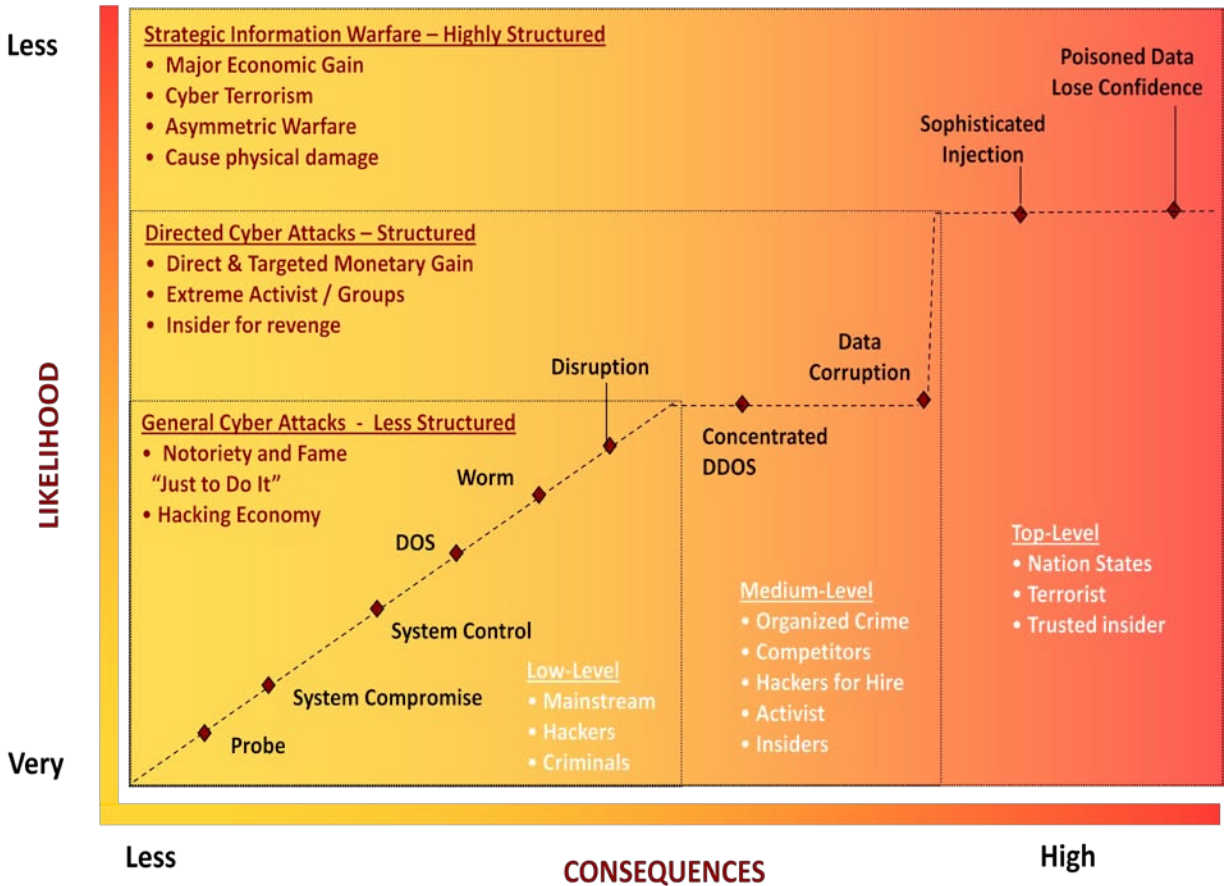 Less
Strategic Information Warfare – Highly Structured
• Major Economic Gain
• Cyber Terrorism
• Asymmetric Warfare
• Cause physical damage
Poisoned Data
Lose Confidence
Sophisticated
Injection
Directed Cyber Attacks – Structured
• Direct & Targeted Monetary Gain
• Extreme Activist / Groups
• Insider for revenge
Disruption
Data
Corruption
General Cyber Attacks - Less Structured
• Notoriety and Fame
“Just to Do It”
• Hacking Economy
Concentrated
DDOS
Worm
DOS
System Control
System Compromise
Probe
Low-Level
• Mainstream
• Hackers
• Criminals
Medium-Level
• Organized Crime
• Competitors
• Hackers for Hire
• Activist
• Insiders
Top-Level
• Nation States
• Terrorist
• Trusted insider
LIKELIHOOD
Very
Less
CONSEQUENCES
High